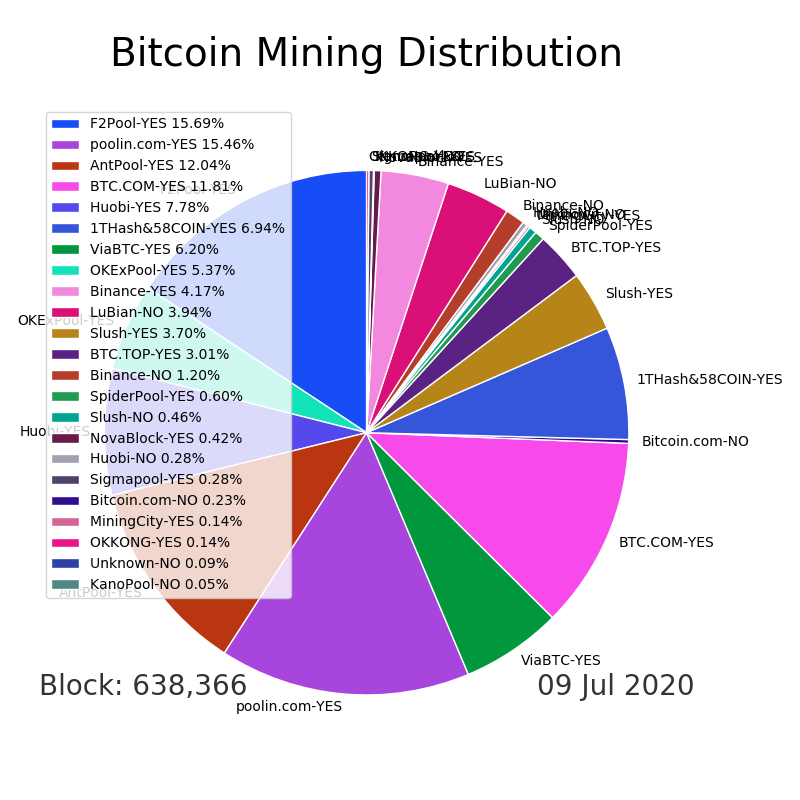 Bitcoin Mining Distribution
F2Pool-YES 15.69%
poolin.com-YES 15.46%
AntPool-YES 12.04%
BTC.COM-YES 11.81%
Huobi-YES 7.78%
1THash&58COIN-YES 6.94%
ViaBTC-YES 6.20%
OKExPool-YES 5.37%
Binance-YES 4.17%
LuBian-NO 3.94%
Slush-YES 3.70%
BTC.TOP-YES 3.01%
Binance-NO 1.20%
SpiderPool-YES 0.60%
Slush-NO 0.46%
NovaBlock-YES 0.42%
Huobi-NO 0.28%
Sigmapool-YES 0.28%
Bitcoin.com-NO 0.23%
MiningCity-YES 0.14%
OKKONG-YES 0.14%
Unknown-NO 0.09%
KanoPool-NO 0.05%
Binance-YES
LuBian-NO
Binance-NO
SpiderPool-YES
BTC.TOP-YES
Slush-YES
1THash&58COIN-YES
Bitcoin.com-NO
BTC.COM-YES
ViaBTC-YES
poolin.com-YES
AntPool-YES
Huobi-YES
OKExPool-YES
F2Pool-YES
Block: 638,366
09 Jul 2020